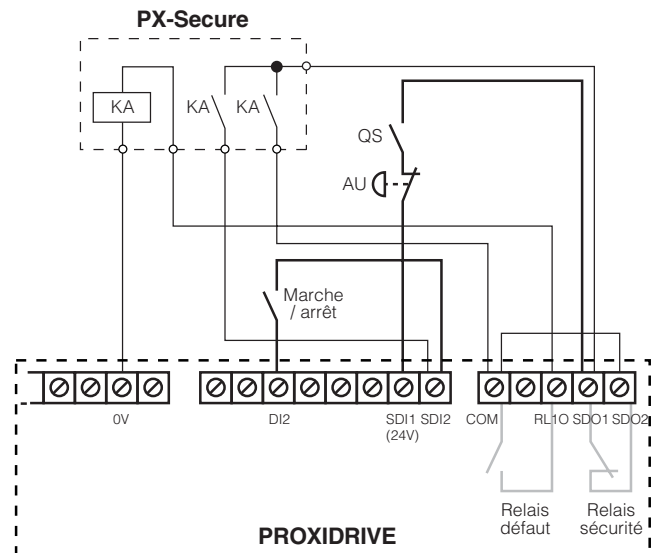 PX-Secure
KA
KA
KA
QS
AU
Marche
/ arrêt
0V
DI2
SDI1
(24V)
SDI2
COM
RL1O
SDO1
SDO2
Relais
défaut
Relais
sécurité
PROXIDRIVE